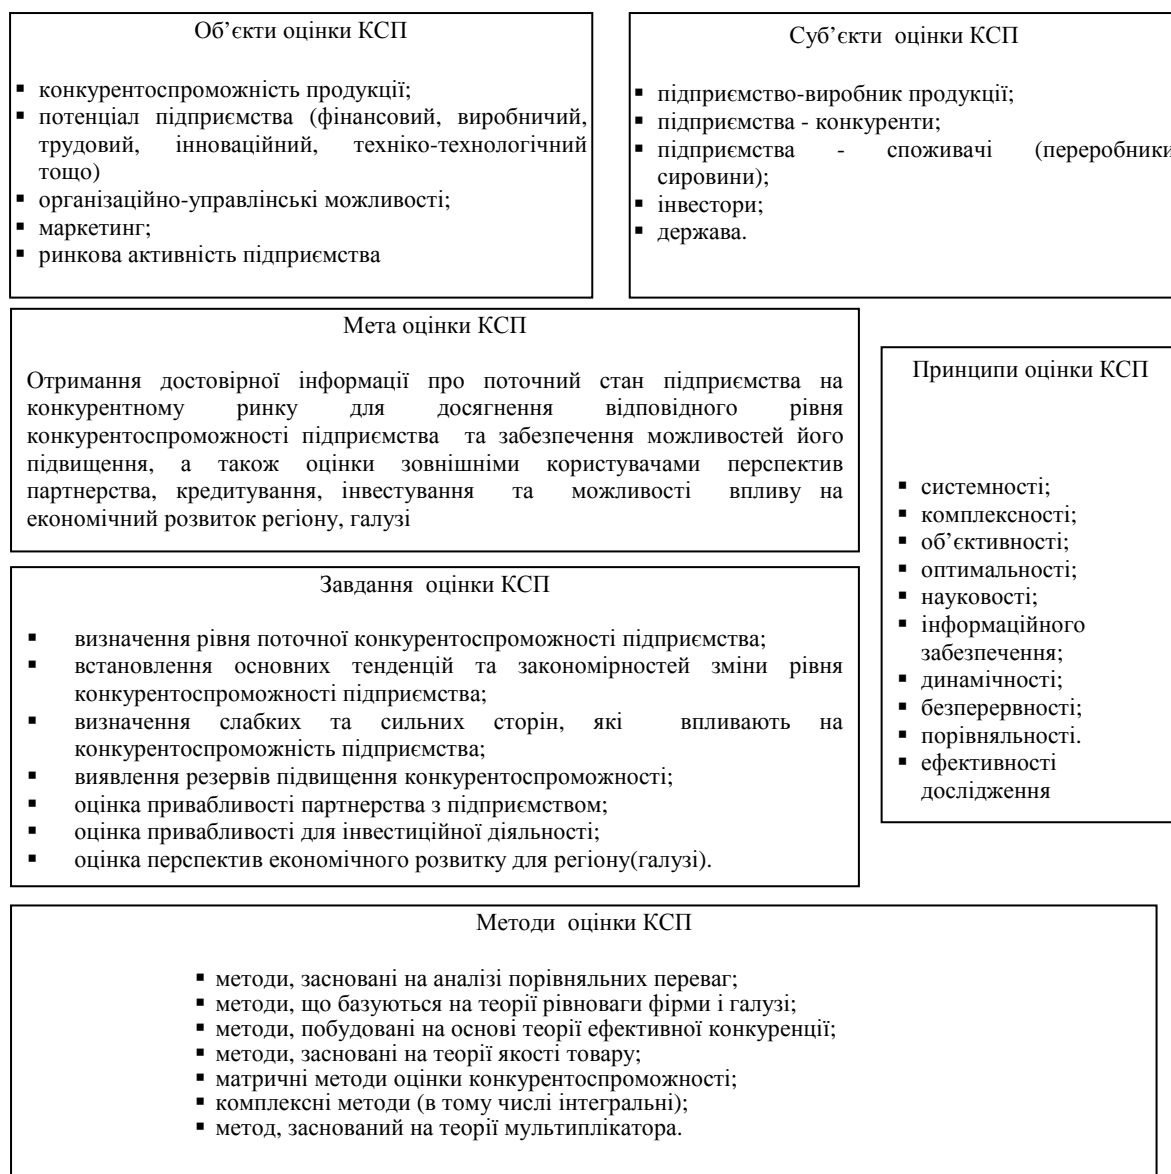 Об’єкти оцінки КСП
▪ конкурентоспроможність продукції;
▪ потенціал підприємства (фінансовий, виробничий,
трудовий, інноваційний, техніко-технологічний
тощо)
▪ організаційно-управлінські можливості;
▪ маркетинг;
▪ ринкова активність підприємства
Суб’єкти оцінки КСП
▪ підприємство-виробник продукції;
▪ підприємства - конкуренти;
▪ підприємства - споживачі (переробники
сировини);
▪ інвестори;
▪ держава.
Мета оцінки КСП
Отримання достовірної інформації про поточний стан підприємства на
конкурентному ринку для досягнення відповідного рівня
конкурентоспроможності підприємства та забезпечення можливостей його
підвищення, а також оцінки зовнішніми користувачами перспектив
партнерства, кредитування, інвестування та можливості впливу на
економічний розвиток регіону, галузі
Принципи оцінки КСП
▪ системності;
▪ комплексності;
▪ об’єктивності;
▪ оптимальності;
▪ науковості;
▪ інформаційного
забезпечення;
▪ динамічності;
▪ безперервності;
▪ порівняльності.
▪ ефективності
дослідження
Завдання оцінки КСП
▪ визначення рівня поточної конкурентоспроможності підприємства;
▪ встановлення основних тенденцій та закономірностей зміни рівня
конкурентоспроможності підприємства;
▪ визначення слабких та сильних сторін, які впливають на
конкурентоспроможність підприємства;
▪ виявлення резервів підвищення конкурентоспроможності;
▪ оцінка привабливості партнерства з підприємством;
▪ оцінка привабливості для інвестиційної діяльності;
▪ оцінка перспектив економічного розвитку для регіону(галузі).
Методи оцінки КСП
▪ методи, засновані на аналізі порівняльних переваг;
▪ методи, що базуються на теорії рівноваги фірми і галузі;
▪ методи, побудовані на основі теорії ефективної конкуренції;
▪ методи, засновані на теорії якості товару;
▪ матричні методи оцінки конкурентоспроможності;
▪ комплексні методи (в тому числі інтегральні);
▪ метод, заснований на теорії мультиплікатора.